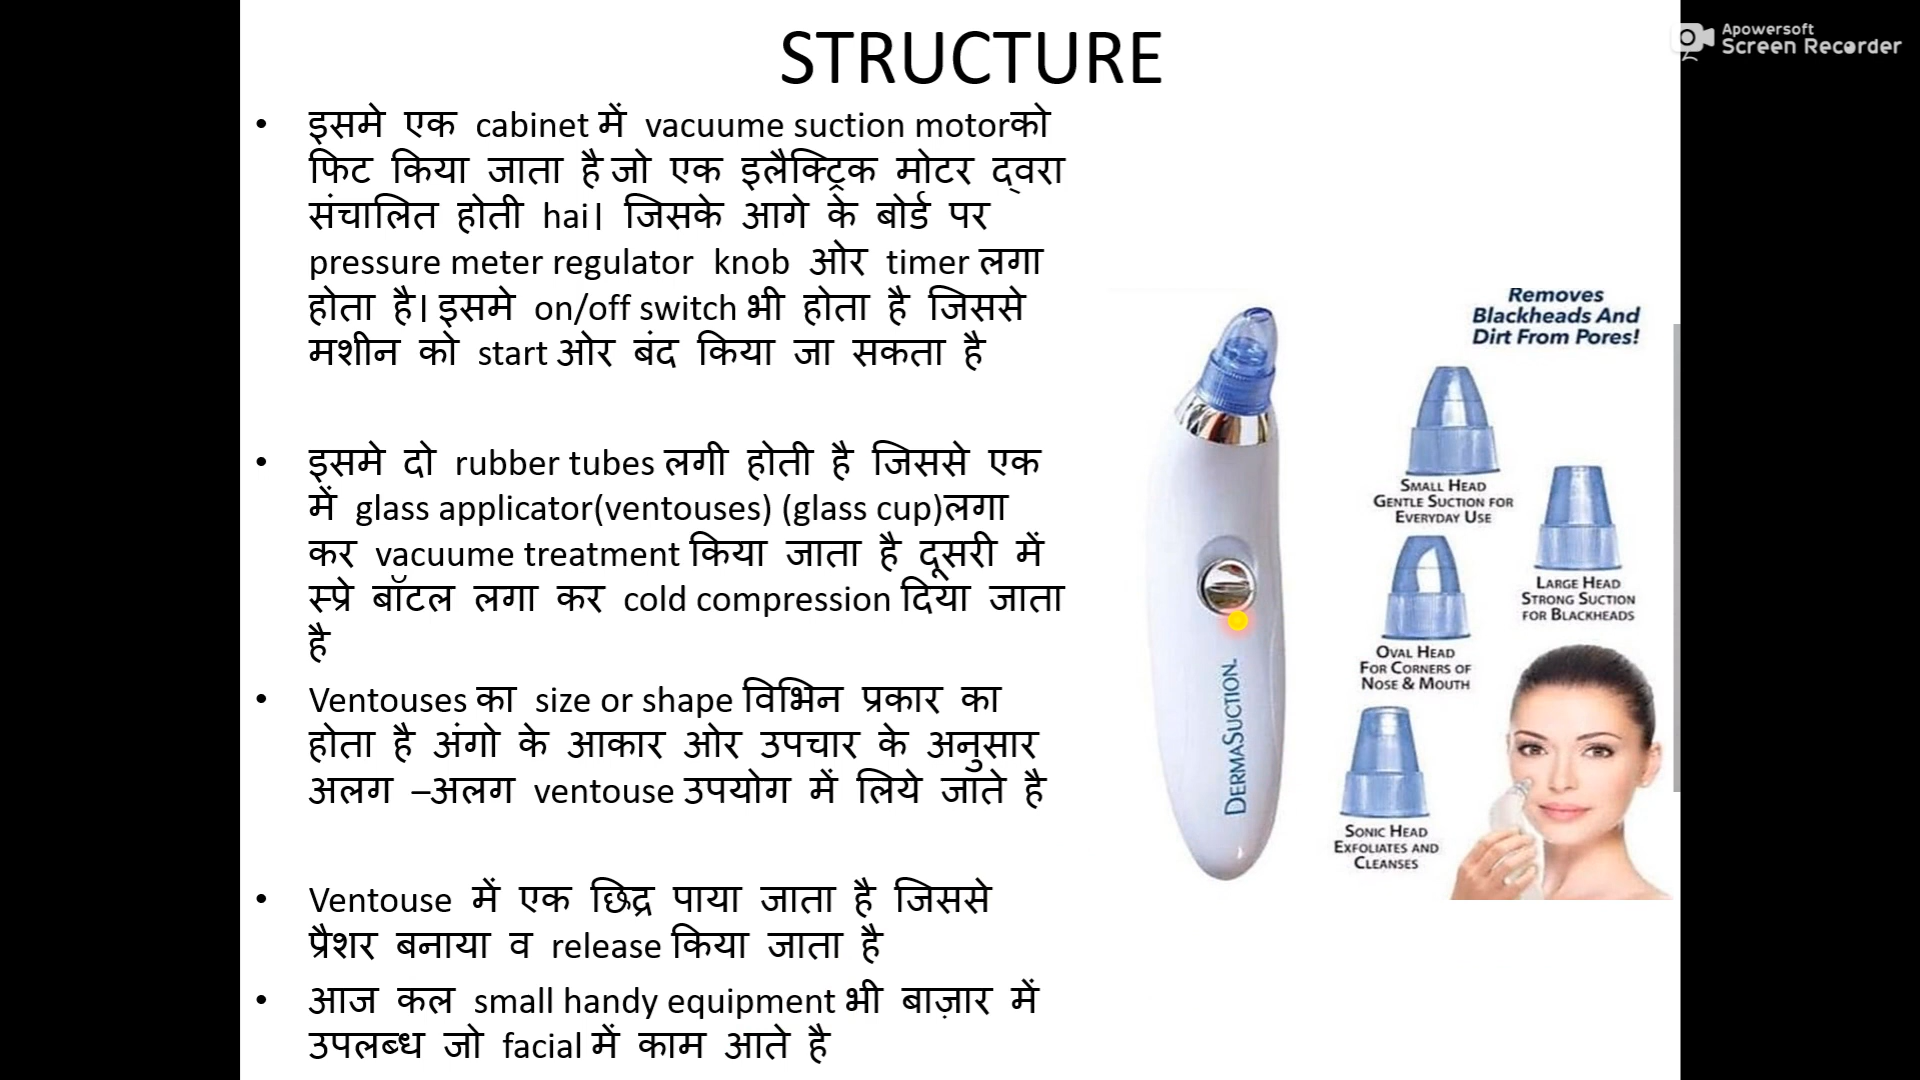 STRUCTURE
Apowersoft
Screen Recorder
• इसमे एक cabinet में vacuume suction motorको
फिट किया जाता है जो एक इलैक्ट्रिक मोटर द्वरा
संचालित होती hai। जिसके आगे के बोर्ड पर
pressure meter regulator knob ओर timer लगा
होता है। इसमे on/off switch भी होता है जिससे
मशीन को start ओर बंद किया जा सकता है
• इसमे दो rubber tubes लगी होती है जिससे एक
में glass applicator(ventouses) (glass cup)लगा
कर vacuume treatment किया जाता है दूसरी में
स्प्रे बॉटल लगा कर cold compression दिया जाता
है
• Ventouses का size or shape विभिन प्रकार का
होता है अंगो के आकार ओर उपचार के अनुसार
अलग –अलग ventouse उपयोग में लिये जाते है
• Ventouse में एक छिद्र पाया जाता है जिससे
प्रैशर बनाया व release किया जाता है
• आज कल small handy equipment भी बाज़ार में
उपलब्ध जो facial में काम आते है
Removes
Blackheads And
Dirt From Pores!
SMALL HEAD
GENTLE SUCTION FOR
EVERYDAY USE
LARGE HEAD
STRONG SUCTION
FOR BLACKHEADS
OVAL HEAD
FOR CORNERS OF
NOSE & MOUTH
SONIC HEAD
EXFOLIATES AND
CLEANSES
DERMASUCTION